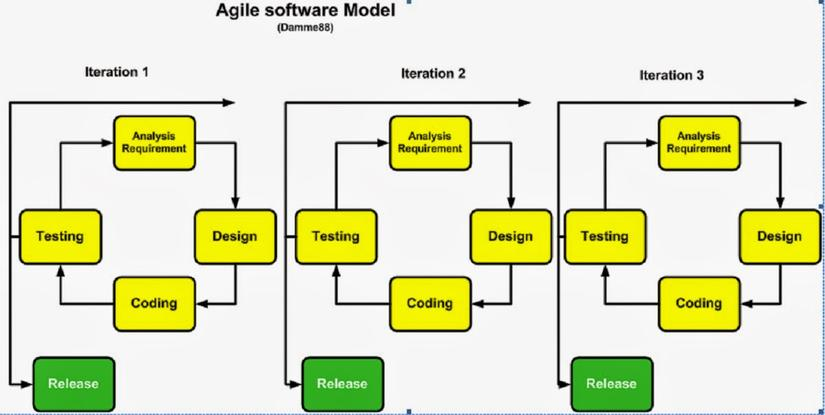 Agile software Model
(Damme88)
Iteration 1
Iteration 2
Iteration 3
Analysis
Requirement
Testing
Design
Coding
Release
Analysis
Requirement
Testing
Design
Coding
Release
Analysis
Requirement
Testing
Design
Coding
Release